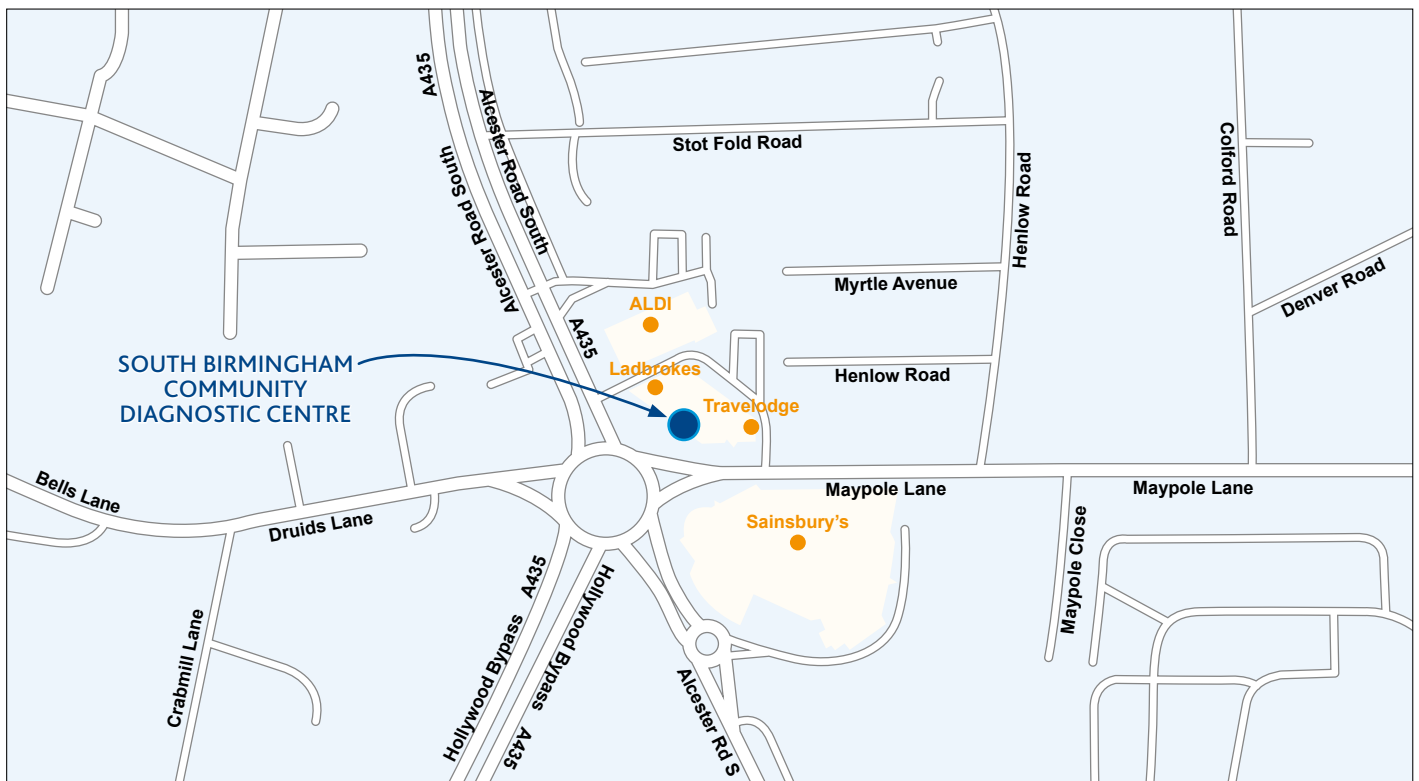 A435
Alcester Road South
Stot Fold Road
Henlow Road
Colford Road
Alcester Road South
Myrtle Avenue
Denver Road
ALDI
A435
SOUTH BIRMINGHAM
COMMUNITY
DIAGNOSTIC CENTRE
Ladbrokes
Henlow Road
Travelodge
Bells Lane
Druids Lane
Maypole Lane
Maypole Lane
Sainsbury's
Maypole Close
Crabmill Lane
Hollywood Bypass A435
Hollywood Bypass
A435
Alcester Rd S